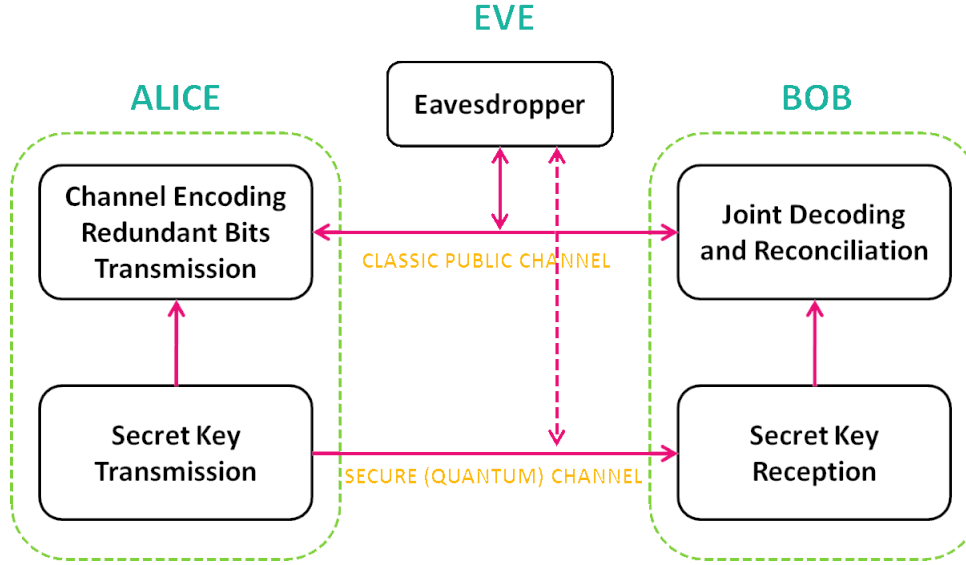 EVE
ALICE
Eavesdropper
BOB
Channel Encoding
Redundant Bits
Transmission
CLASSIC PUBLIC CHANNEL
Joint Decoding
and Reconciliation
Secret Key
Transmission
SECURE (QUANTUM) CHANNEL
Secret Key
Reception